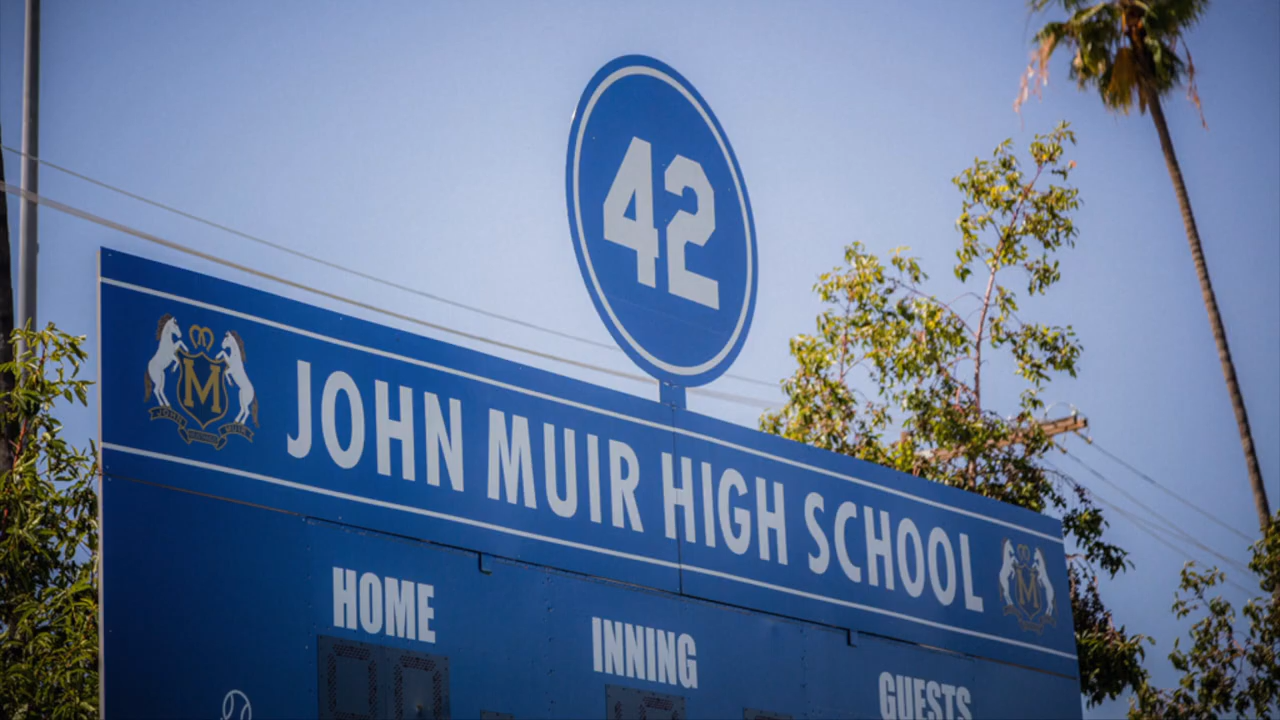 42
M
JOHN MUIR HIGH SCHOOL
M
HOME
INNING
GUESTS